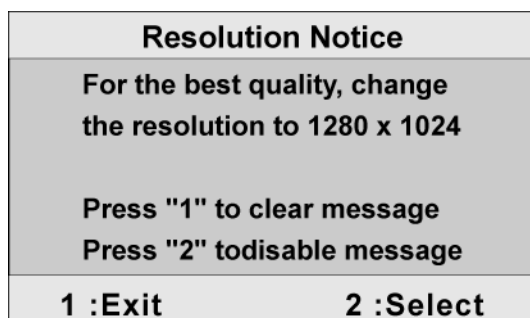 Resolution Notice
For the best quality, change
the resolution to 1280 x 1024
Press "1" to clear message
Press "2" todisable message
1 :Exit 2 :Select